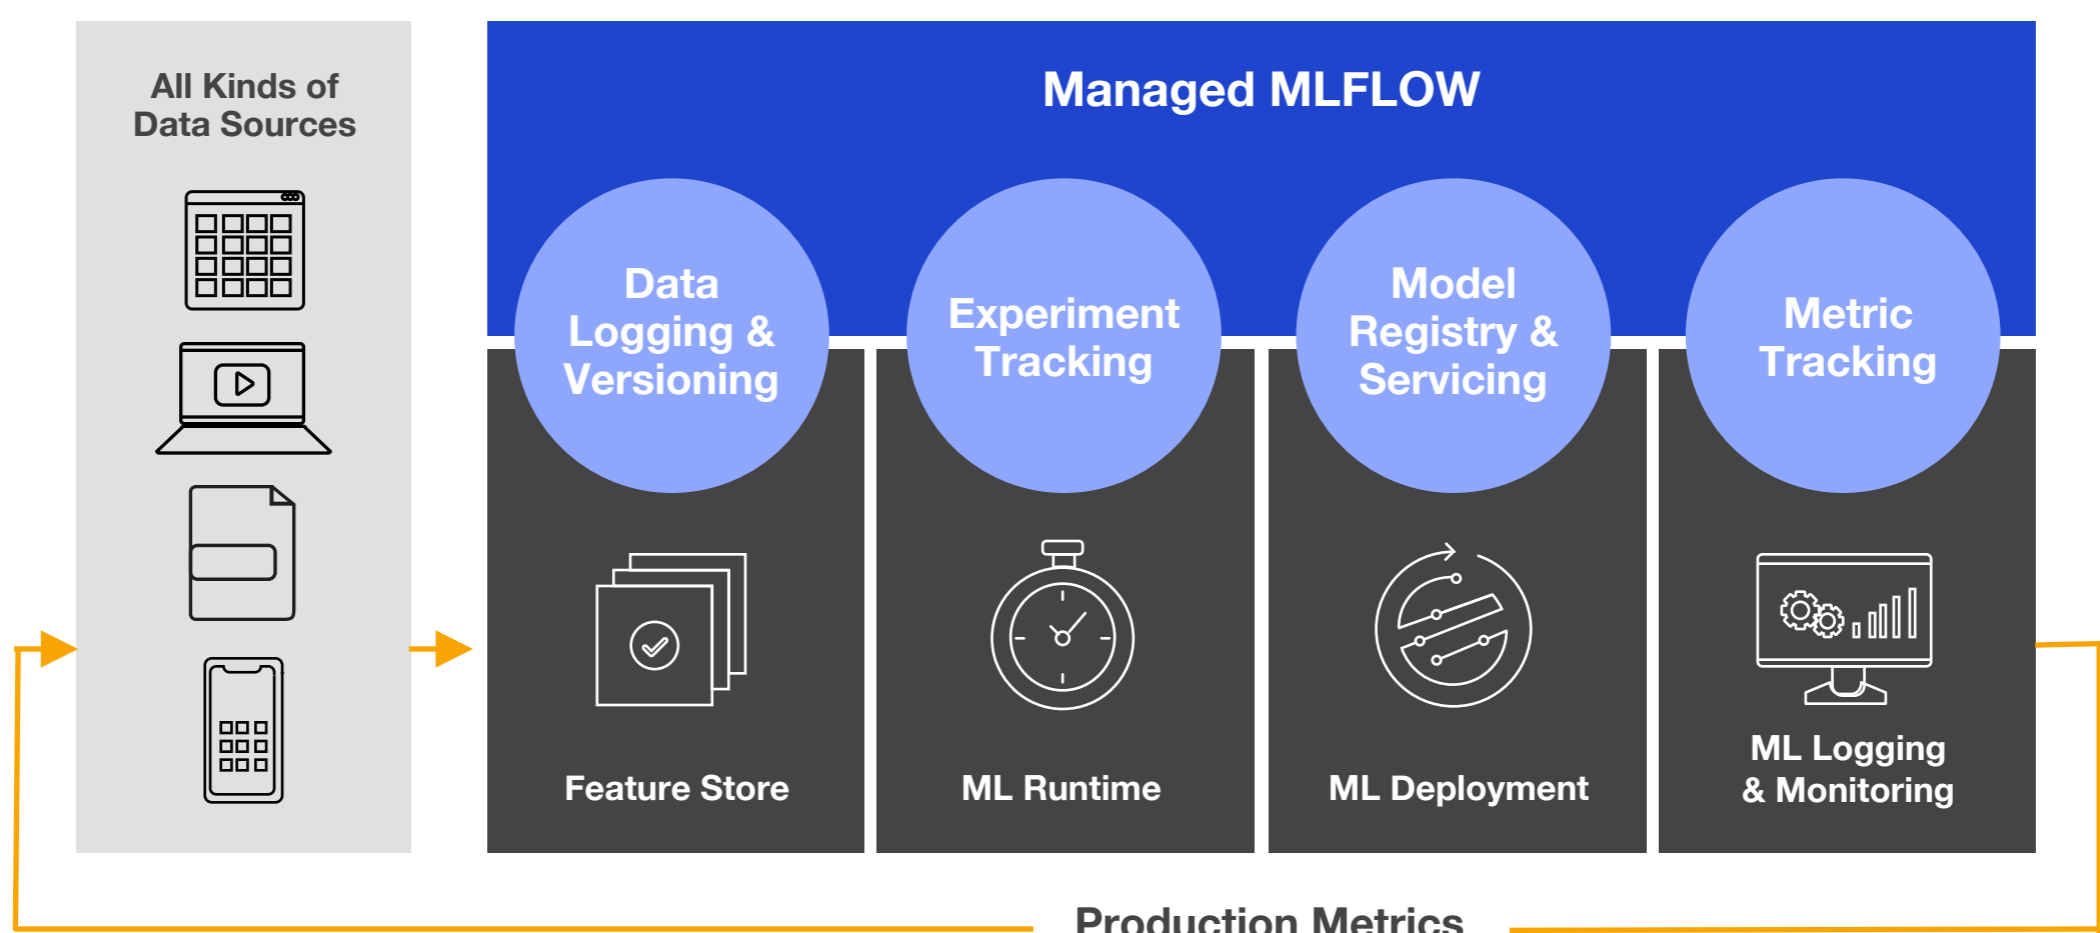 All Kinds of
Data Sources
Managed MLFLOW
Data
Logging &
Versioning
Experiment
Tracking
Model
Registry &
Servicing
Metric
Tracking
Feature Store
ML Runtime
ML Deployment
ML Logging
& Monitoring
Production Metrics